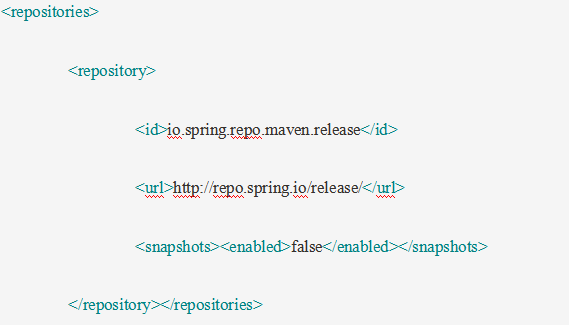 <repositories>
<repository>
<id>io.spring.repo.maven.release</id>
<url>http://repo.spring.io/release/</url>
<snapshots><enabled>false</enabled></snapshots>
</repository></repositories>